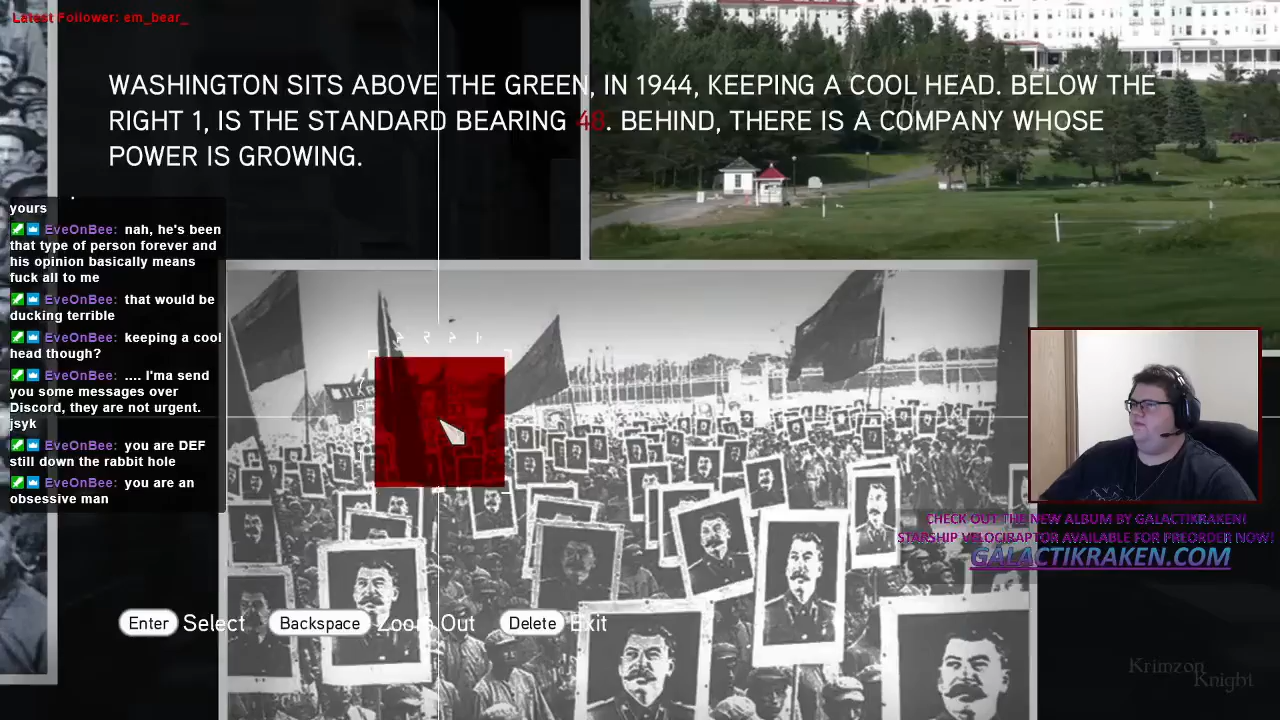 Latest Follower: em_bear_
WASHINGTON SITS ABOVE THE GREEN, IN 1944, KEEPING A COOL HEAD. BELOW THE
RIGHT 1, IS THE STANDARD BEARING 48. BEHIND, THERE IS A COMPANY WHOSE
POWER IS GROWING.
yours
EveOnBee: nah, he's been
that type of person forever and
his opinion basically means
fuck all to me
EveOnBee: that would be
ducking terrible
EveOnBee: keeping a cool
head though?
EveOnBee: .... I'ma send
you some messages over
Discord, they are not urgent.
jsyk
EveOnBee: you are DEF
still down the rabbit hole
EveOnBee: you are an
obsessive man
CHECK OUT THE NEW ALBUM BY GALACTIKRAKEN!
STARSHIP VELOCIRAPTOR AVAILABLE FOR PREORDER NOW!
GALACTIKRAKEN.COM
Enter Select Backspace Zoom Out Delete Exit
Krimzon
Knight